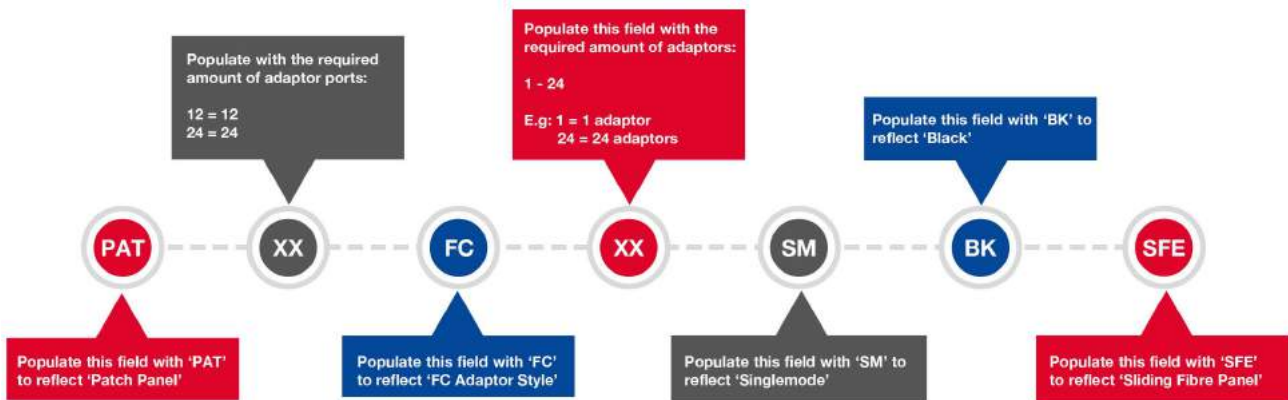 Populate with the required
amount of adaptor ports:
12 = 12
24 = 24
Populate this field with the
required amount of adaptors:
1 - 24
E.g: 1 = 1 adaptor
24 = 24 adaptors
Populate this field with 'BK' to
reflect 'Black'
PAT
XX
FC
XX
SM
BK
SFE
Populate this field with 'PAT'
to reflect 'Patch Panel'
Populate this field with 'FC'
to reflect 'FC Adaptor Style'
Populate this field with 'SM' to
reflect 'Singlemode'
Populate this field with 'SFE'
to reflect 'Sliding Fibre Panel'